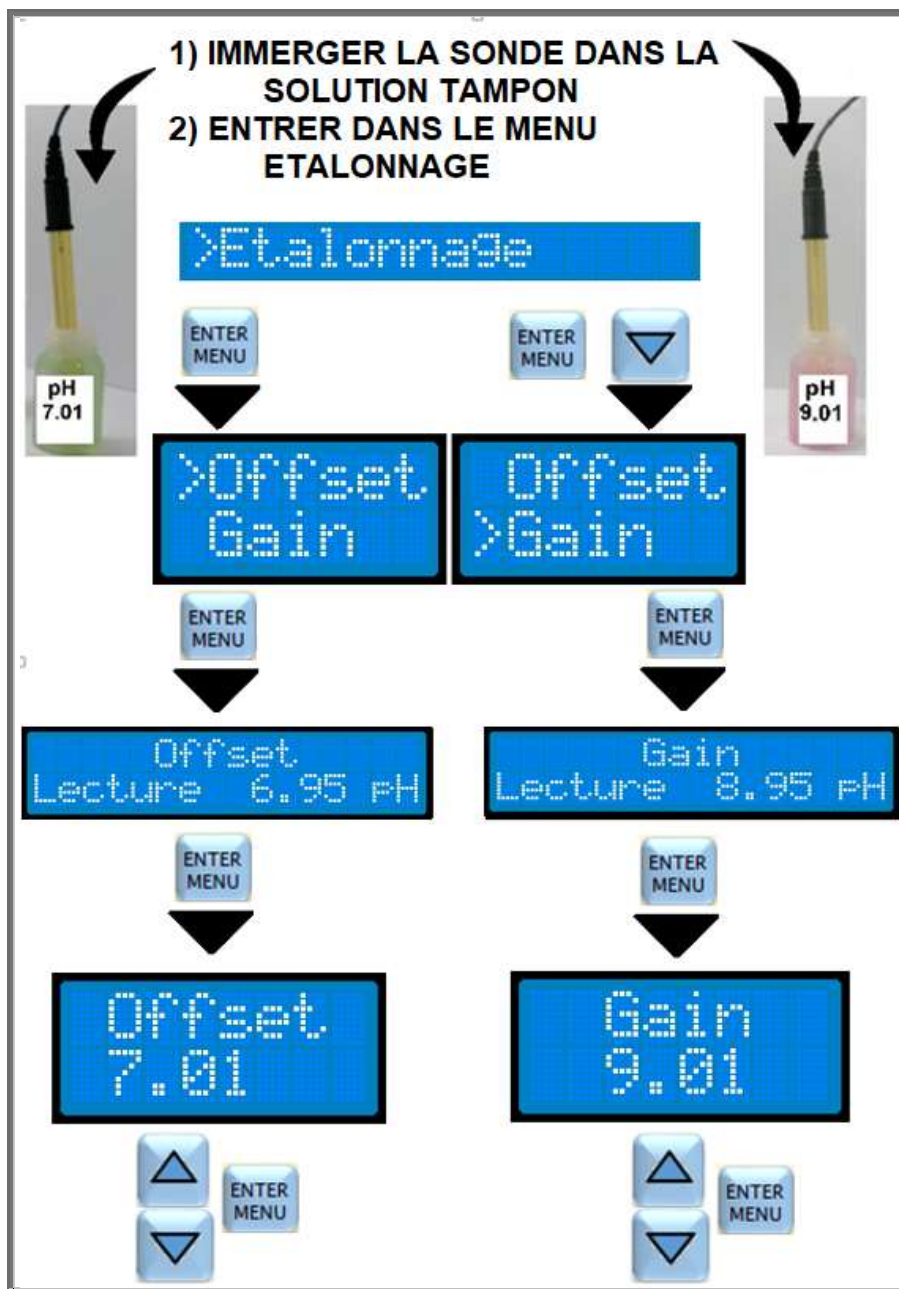 1) IMMERGER LA SONDE DANS LA
SOLUTION TAMPON
2) ENTRER DANS LE MENU
ETALONNAGE
pH
7.01
pH
9.01
>Etalonnage
ENTER
MENU
ENTER
MENU
>Offset
Gain
Offset
>Gain
ENTER
MENU
ENTER
MENU
Offset
Lecture 6.95 pH
Gain
Lecture 8.95 pH
ENTER
MENU
ENTER
MENU
Offset
7.01
Gain
9.01
ENTER
MENU
ENTER
MENU